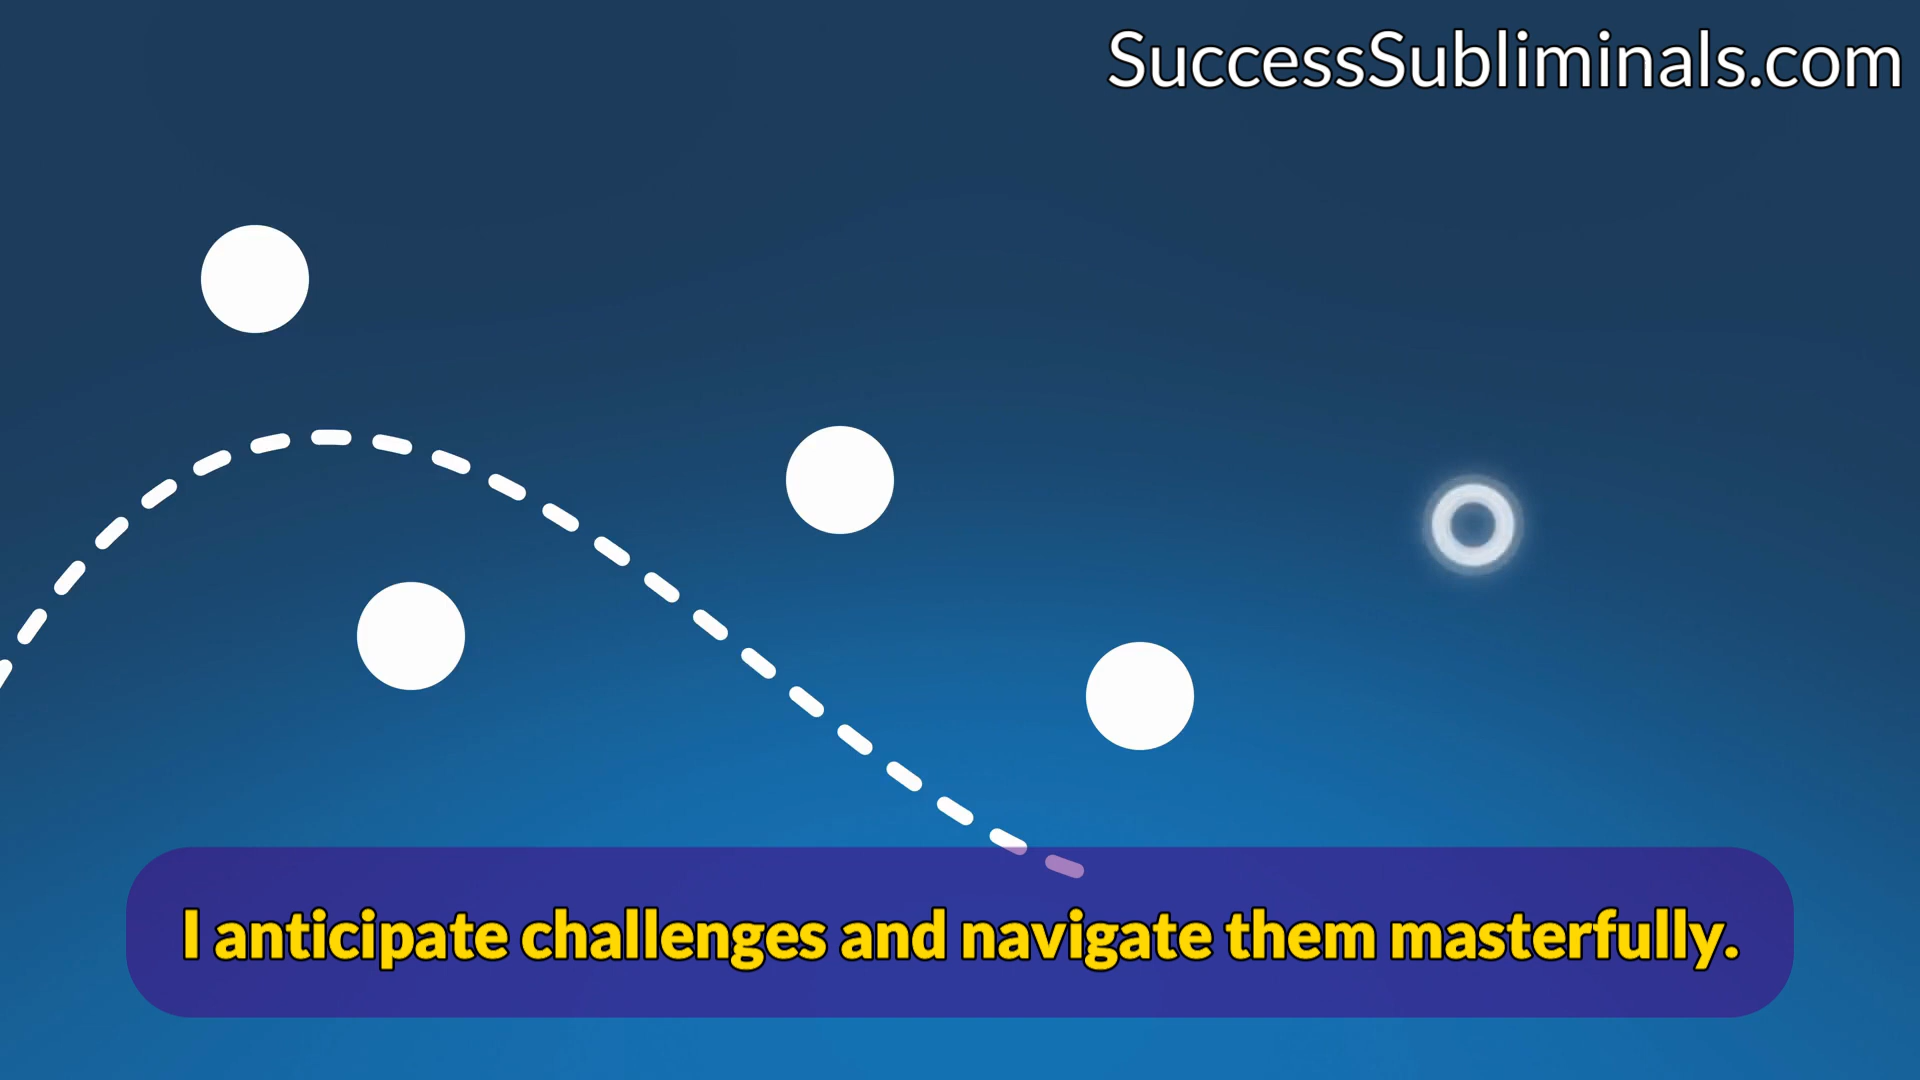 SuccessSubliminals.com
I anticipate challenges and navigate them masterfully.